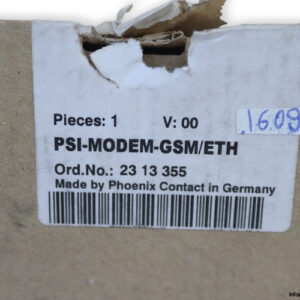 Pieces: 1 V: 00
.16.09
PSI-MODEM-GSM/ETH
Ord.No.: 23 13 355
Made by Phoenix Contact in Germany